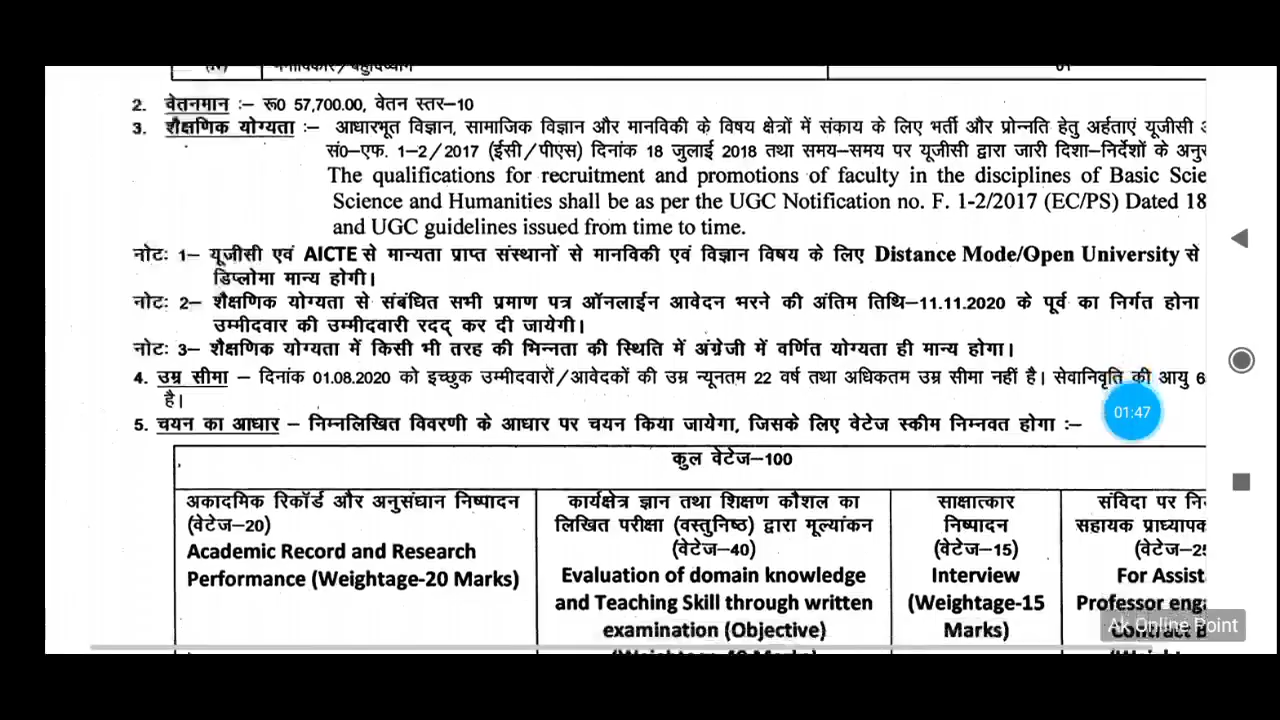 01
2. वेतनमान :– रू0 57,700.00, वेतन स्तर–10
3. शैक्षणिक योग्यता :– आधारभूत विज्ञान, सामाजिक विज्ञान और मानविकी के विषय क्षेत्रों में संकाय के लिए भर्ती और प्रोन्नति हेतु अर्हताएं यूजीसी
सं0–एफ. 1–2/2017 (ईसी/पीएस) दिनांक 18 जुलाई 2018 तथा समय–समय पर यूजीसी द्वारा जारी दिशा–निर्देशों के अनुस
The qualifications for recruitment and promotions of faculty in the disciplines of Basic Scie
Science and Humanities shall be as per the UGC Notification no. F. 1-2/2017 (EC/PS) Dated 18
and UGC guidelines issued from time to time.
नोटः 1– यूजीसी एवं AICTE से मान्यता प्राप्त संस्थानों से मानविकी एवं विज्ञान विषय के लिए Distance Mode/Open University से
डिप्लोमा मान्य होगी।
नोटः 2– शैक्षणिक योग्यता से संबंधित सभी प्रमाण पत्र ऑनलाईन आवेदन भरने की अंतिम तिथि–11.11.2020 के पूर्व का निर्गत होना
उम्मीदवार की उम्मीदवारी रदद् कर दी जायेगी।
नोटः 3– शैक्षणिक योग्यता में किसी भी तरह की भिन्नता की स्थिति में अंग्रेजी में वर्णित योग्यता ही मान्य होगा।
4. उम्र सीमा – दिनांक 01.08.2020 को इच्छुक उम्मीदवारों/आवेदकों की उम्र न्यूनतम 22 वर्ष तथा अधिकतम उम्र सीमा नहीं है। सेवानिवृति की आयु 6
है।
01:47
5. चयन का आधार – निम्नलिखित विवरणी के आधार पर चयन किया जायेगा, जिसके लिए वेटेज स्कीम निम्नवत होगा :–
कुल वेटेज–100
अकादमिक रिकॉर्ड और अनुसंधान निष्पादन
(वेटेज–20)
Academic Record and Research
Performance (Weightage-20 Marks)
कार्यक्षेत्र ज्ञान तथा शिक्षण कौशल का
लिखित परीक्षा (वस्तुनिष्ठ) द्वारा मूल्यांकन
(वेटेज–40)
Evaluation of domain knowledge
and Teaching Skill through written
examination (Objective)
साक्षात्कार
निष्पादन
(वेटेज–15)
Interview
(Weightage-15
Marks)
संविदा पर नि
सहायक प्राध्यापक
(वेटेज–25
For Assist
Professor eng
Contract B
Ak Online Point